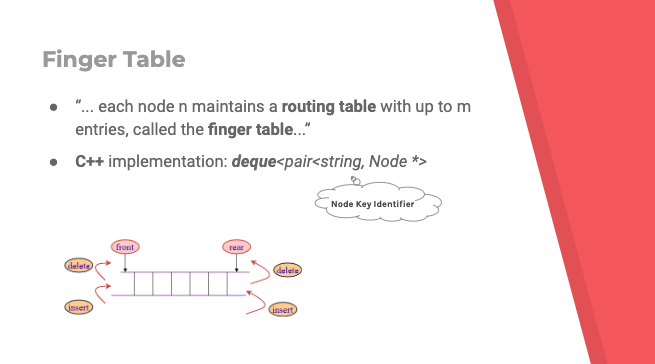 Finger Table
● “... each node n maintains a routing table with up to m
entries, called the finger table...”
● C++ implementation: deque<pair<string, Node *>
Node Key Identifier
front
rear
delete
delete
insert
insert